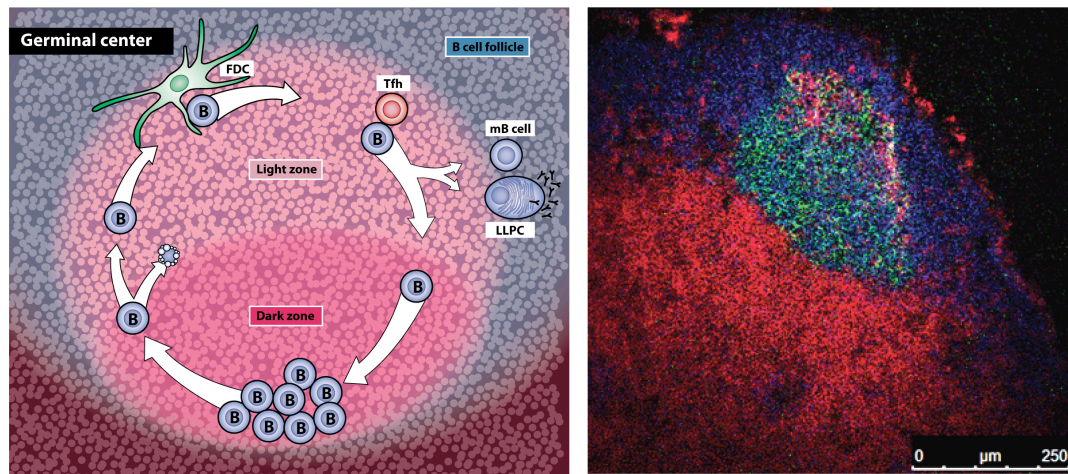 Germinal center
B cell follicle
FDC
Tfh
B
B
mB cell
Light zone
LLPC
B
B
B
Dark zone
B
B
B
B
B
B
B
B
0 µm 250